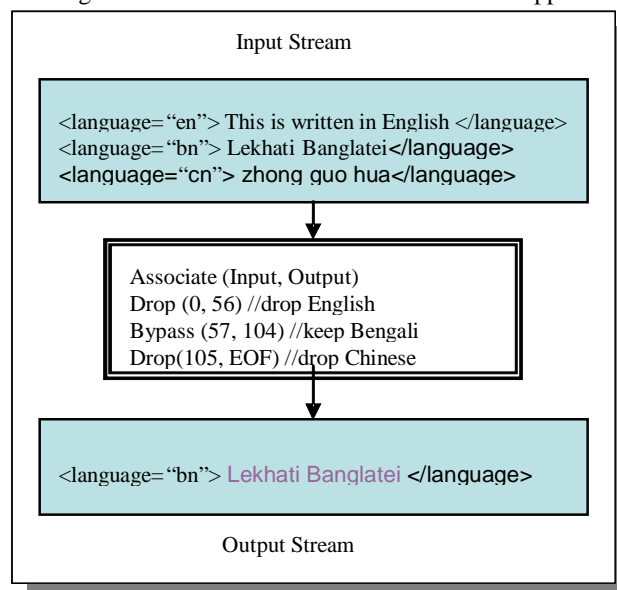 Input Stream
<language=“en”> This is written in English </language>
<language=“bn”> Lekhati Banglatei</language>
<language=“cn”> zhong guo hua</language>
Associate (Input, Output)
Drop (0, 56) //drop English
Bypass (57, 104) //keep Bengali
Drop(105, EOF) //drop Chinese
<language=“bn”> Lekhati Banglatei </language>
Output Stream